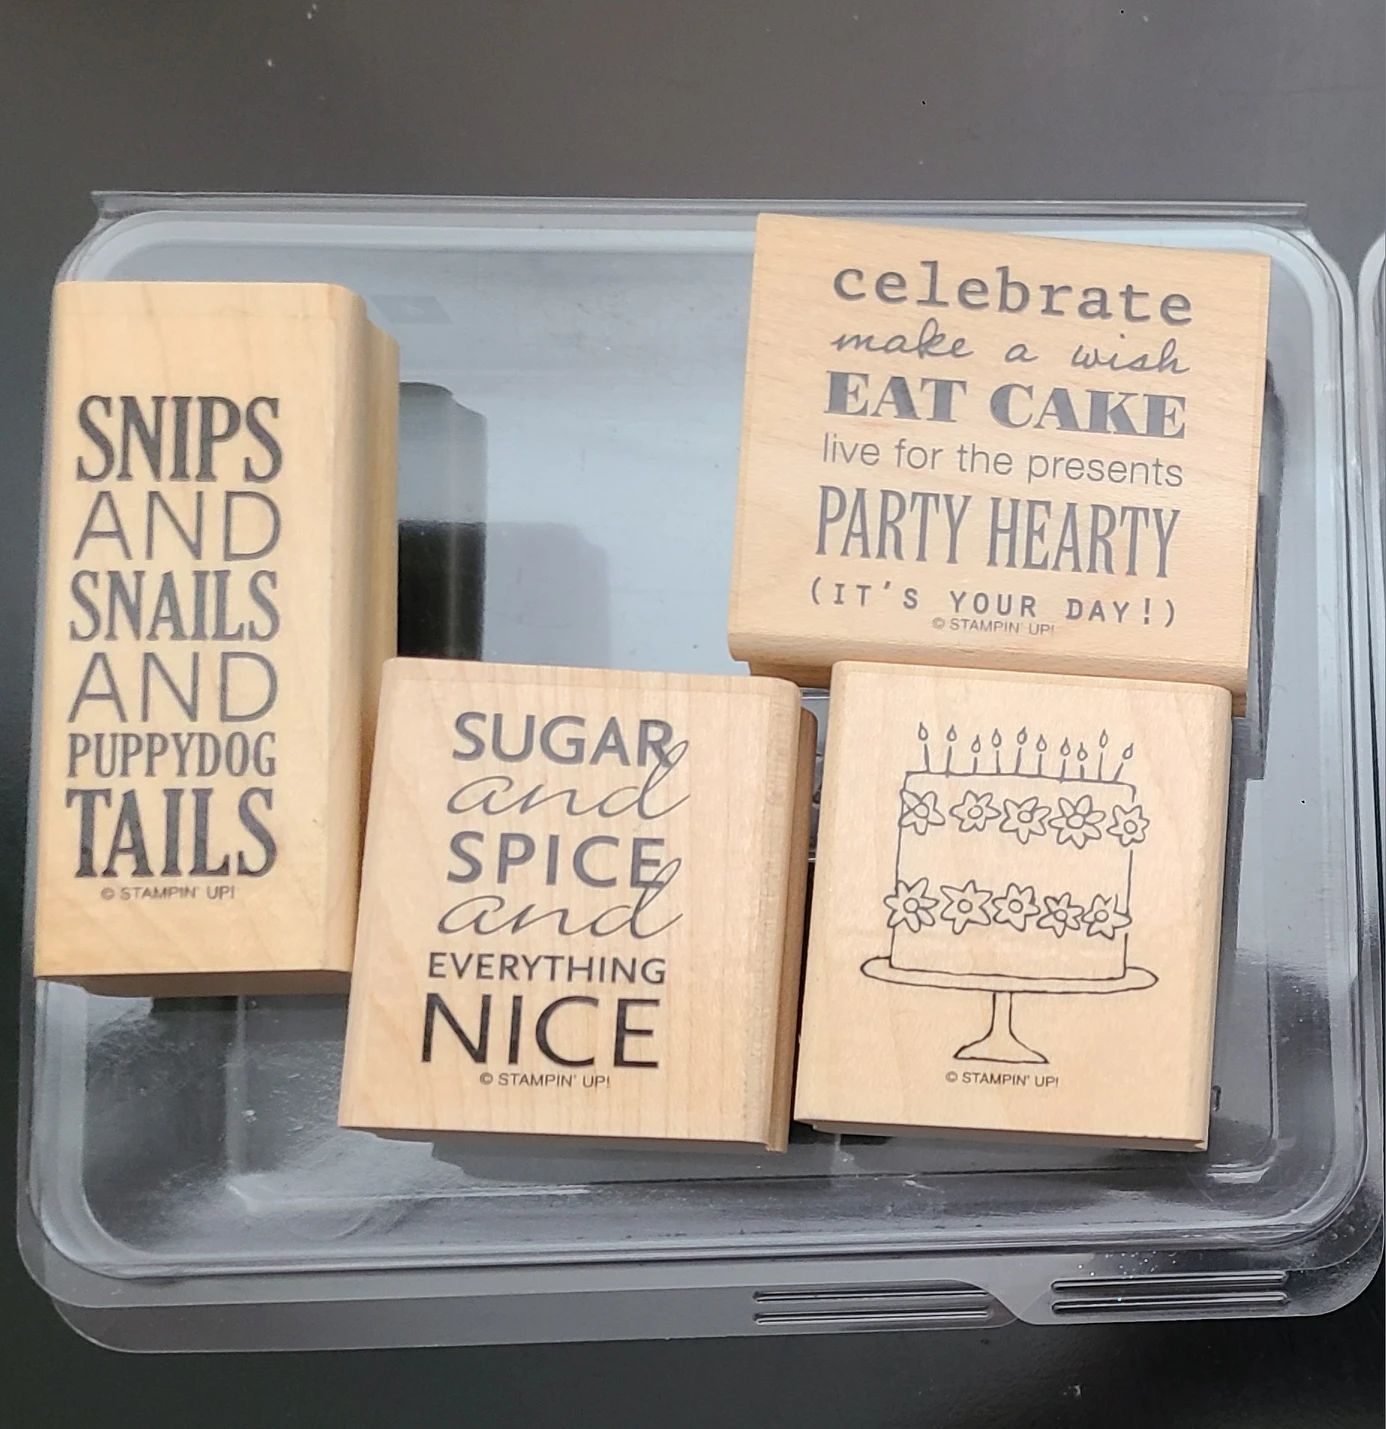 SNIPS
AND
SNAILS
AND
PUPPYDOG
TAILS
© STAMPIN' UP!
celebrate
make a wish
EAT CAKE
live for the presents
PARTY HEARTY
(IT'S YOUR DAY!)
© STAMPIN' UP!
SUGAR
and
SPICE
and
EVERYTHING
NICE
© STAMPIN' UP!
© STAMPIN' UP!